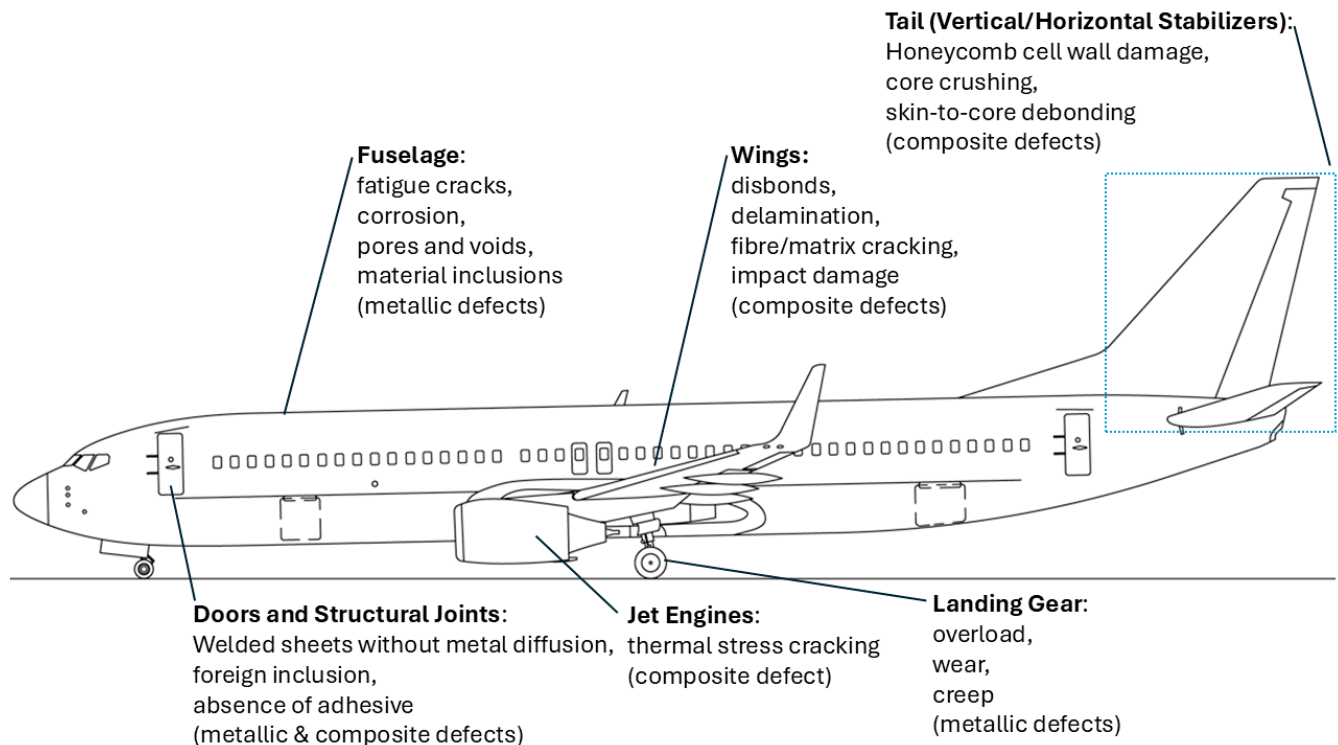 Tail (Vertical/Horizontal Stabilizers):
Honeycomb cell wall damage,
core crushing,
skin-to-core debonding
(composite defects)
Fuselage:
fatigue cracks,
corrosion,
pores and voids,
material inclusions
(metallic defects)
Wings:
disbonds,
delamination,
fibre/matrix cracking,
impact damage
(composite defects)
Doors and Structural Joints:
Welded sheets without metal diffusion,
foreign inclusion,
absence of adhesive
(metallic & composite defects)
Jet Engines:
thermal stress cracking
(composite defect)
Landing Gear:
overload,
wear,
creep
(metallic defects)